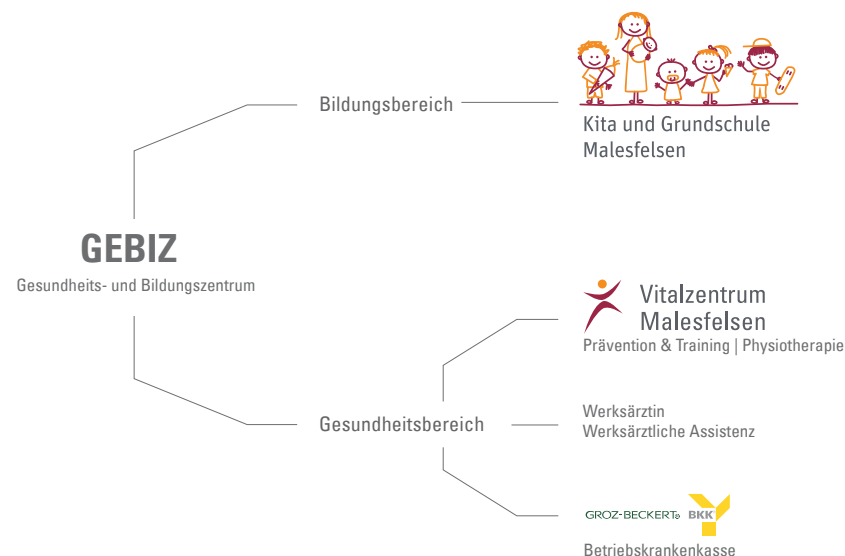 Bildungsbereich
Kita und Grundschule
Malesfelsen
GEBIZ
Gesundheits- und Bildungszentrum
Vitalzentrum
Malesfelsen
Prävention & Training | Physiotherapie
Gesundheitsbereich
Werksärztin
Werksärztliche Assistenz
GROZ-BECKERT® BKK
Betriebskrankenkasse